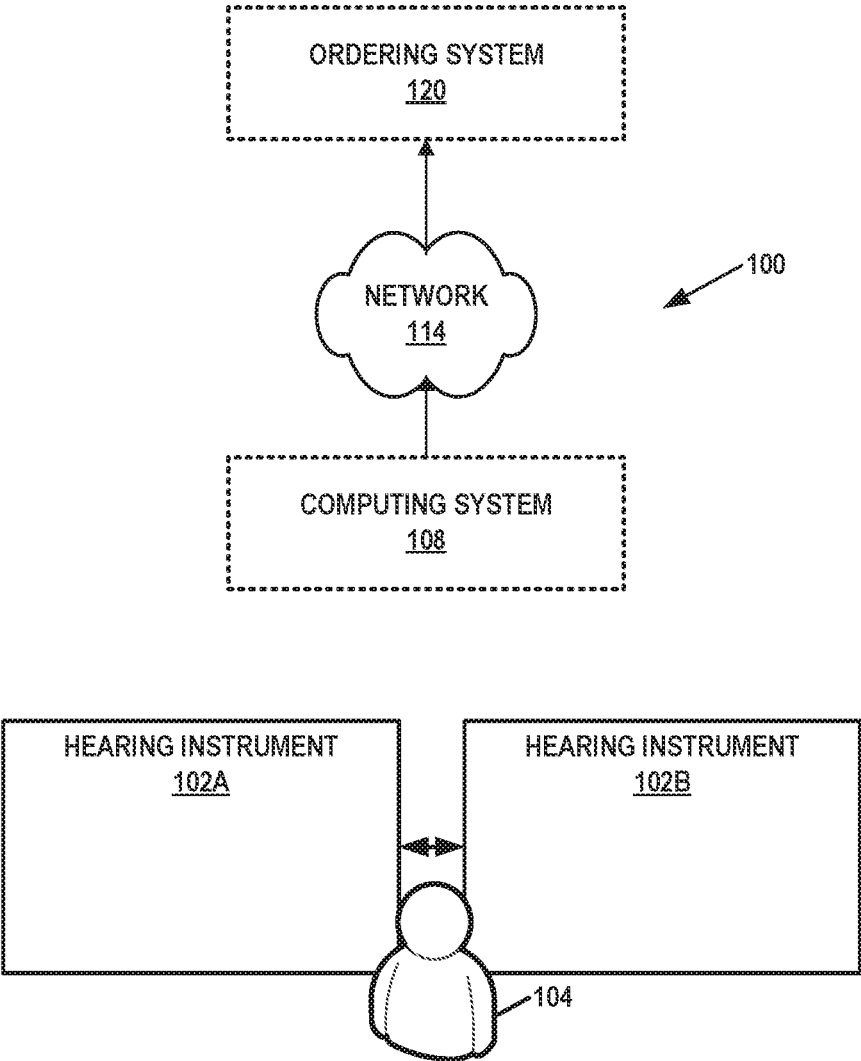 ORDERING SYSTEM
120
NETWORK
114
100
COMPUTING SYSTEM
108
HEARING INSTRUMENT
102A
HEARING INSTRUMENT
102B
104